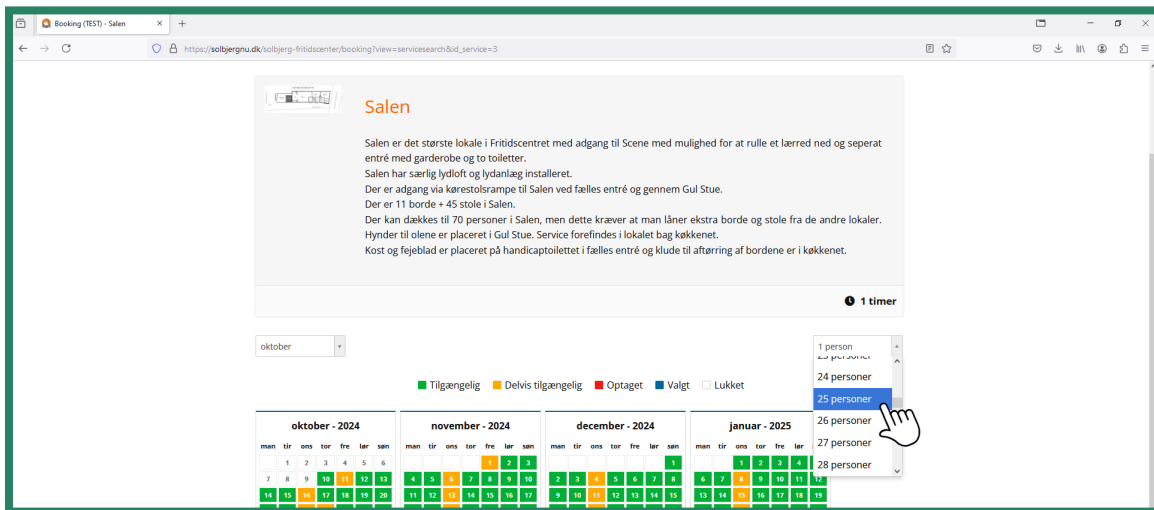 Booking (TEST) - Salen
https://solbjergnu.dk/solbjerg-fritidscenter/booking?view=servicesearch&id_service=3
Salen
Salen er det største lokale i Fritidscentret med adgang til Scene med mulighed for at rulle et lærred ned og seperat
entré med garderobe og to toiletter.
Salen har særlig lydloft og lydanlæg installeret.
Der er adgang via kørestolsrampe til Salen ved fælles entré og gennem Gul Stue.
Der er 11 borde + 45 stole i Salen.
Der kan dækkes til 70 personer i Salen, men dette kræver at man låner ekstra borde og stole fra de andre lokaler.
Hynder til olene er placeret i Gul Stue. Service forefindes i lokalet bag køkkenet.
Kost og fejeblad er placeret på handicaptoilettet i fælles entré og klude til aftørring af bordene er i køkkenet.
1 timer
oktober
1 person
23 personer
24 personer
25 personer
26 personer
27 personer
28 personer
Tilgængelig Delvis tilgængelig Optaget Valgt Lukket
oktober - 2024
man tir ons tor fre lør søn
1 2 3 4 5 6
7 8 9 10 11 12 13
14 15 16 17 18 19 20
november - 2024
man tir ons tor fre lør søn
1 2 3
4 5 6 7 8 9 10
11 12 13 14 15 16 17
december - 2024
man tir ons tor fre lør søn
1
2 3 4 5 6 7 8
9 10 11 12 13 14 15
januar - 2025
man tir ons tor fre lør
1 2 3 4
6 7 8 9 10 11 12
13 14 15 16 17 18 19